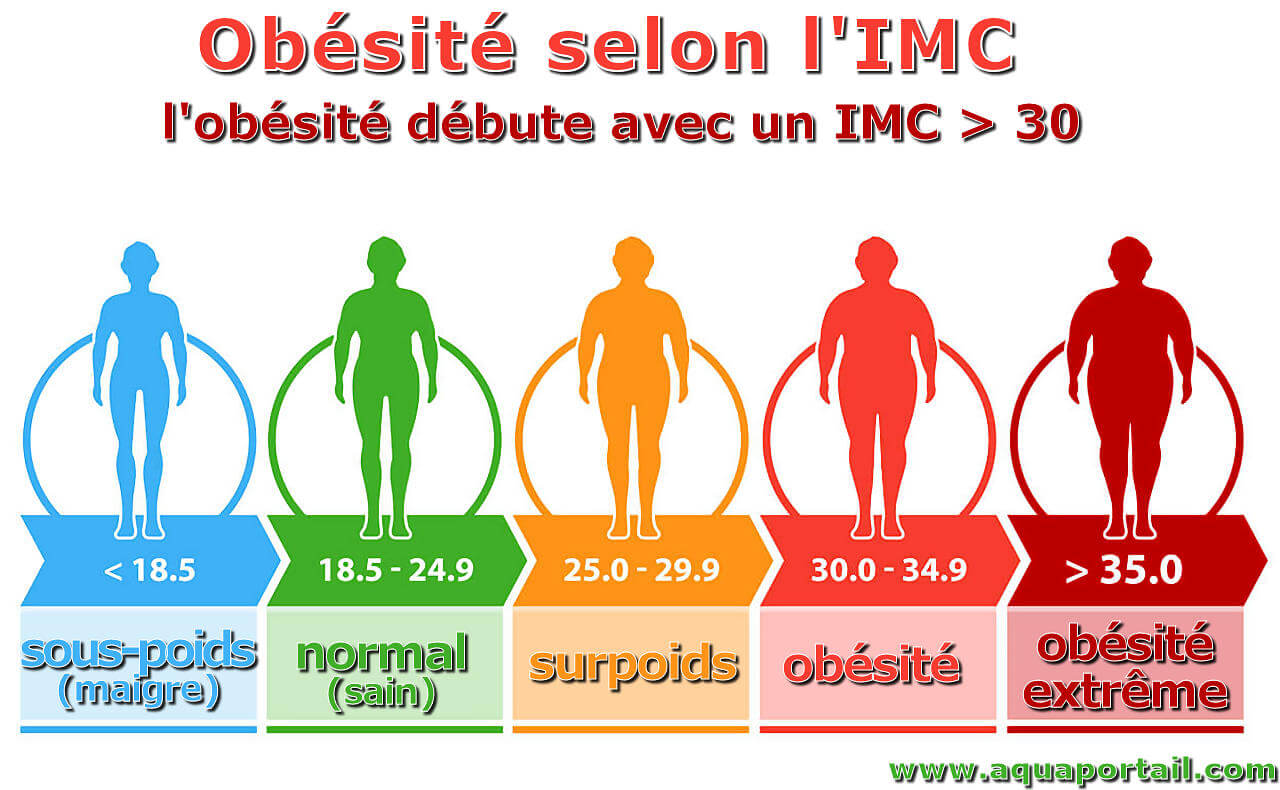 Obésité selon l'IMC
l'obésité débute avec un IMC > 30
< 18.5
18.5 - 24.9
25.0 - 29.9
30.0 - 34.9
> 35.0
sous-poids
(maigre)
normal
(sain)
surpoids
obésité
obésité
extrême
www.aquaportail.com